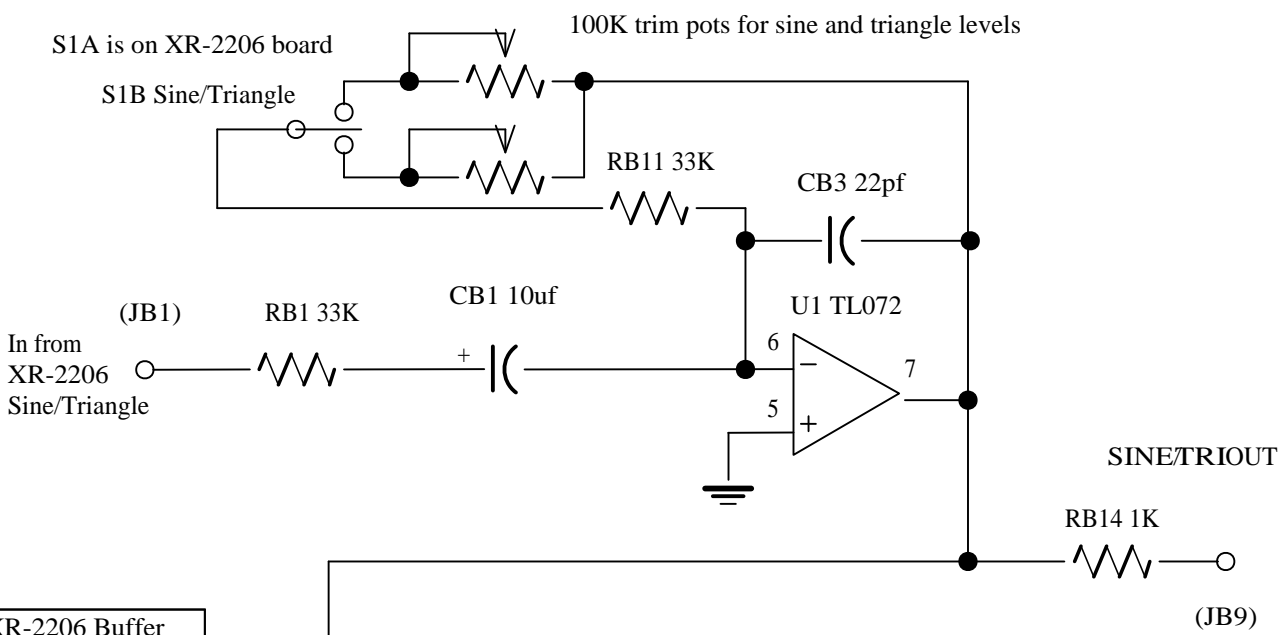 100K trim pots for sine and triangle levels
S1A is on XR-2206 board
S1B Sine/Triangle
RB11 33K
CB3 22pf
CB1 10uf
U1 TL072
(JB1)
RB1 33K
In from
XR-2206
Sine/Triangle
+
6
−
7
5
+
SINE/TRIOUT
RB14 1K
(JB9)
XR-2206 Buffer